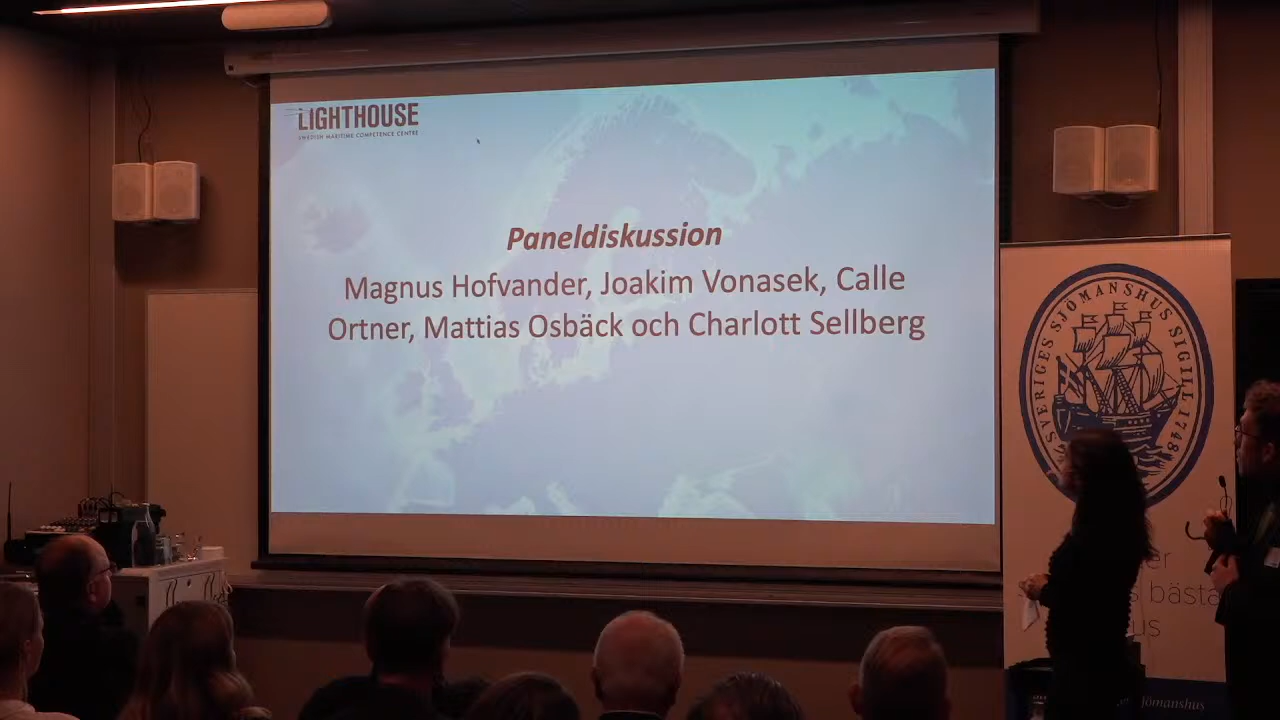 LIGHTHOUSE
SWEDISH MARITIME COMPETENCE CENTRE
Paneldiskussion
Magnus Hofvander, Joakim Vonasek, Calle
Ortner, Mattias Osbäck och Charlott Sellberg
SVERIGES SJÖMANSHUS SIGILL 1748
bästa